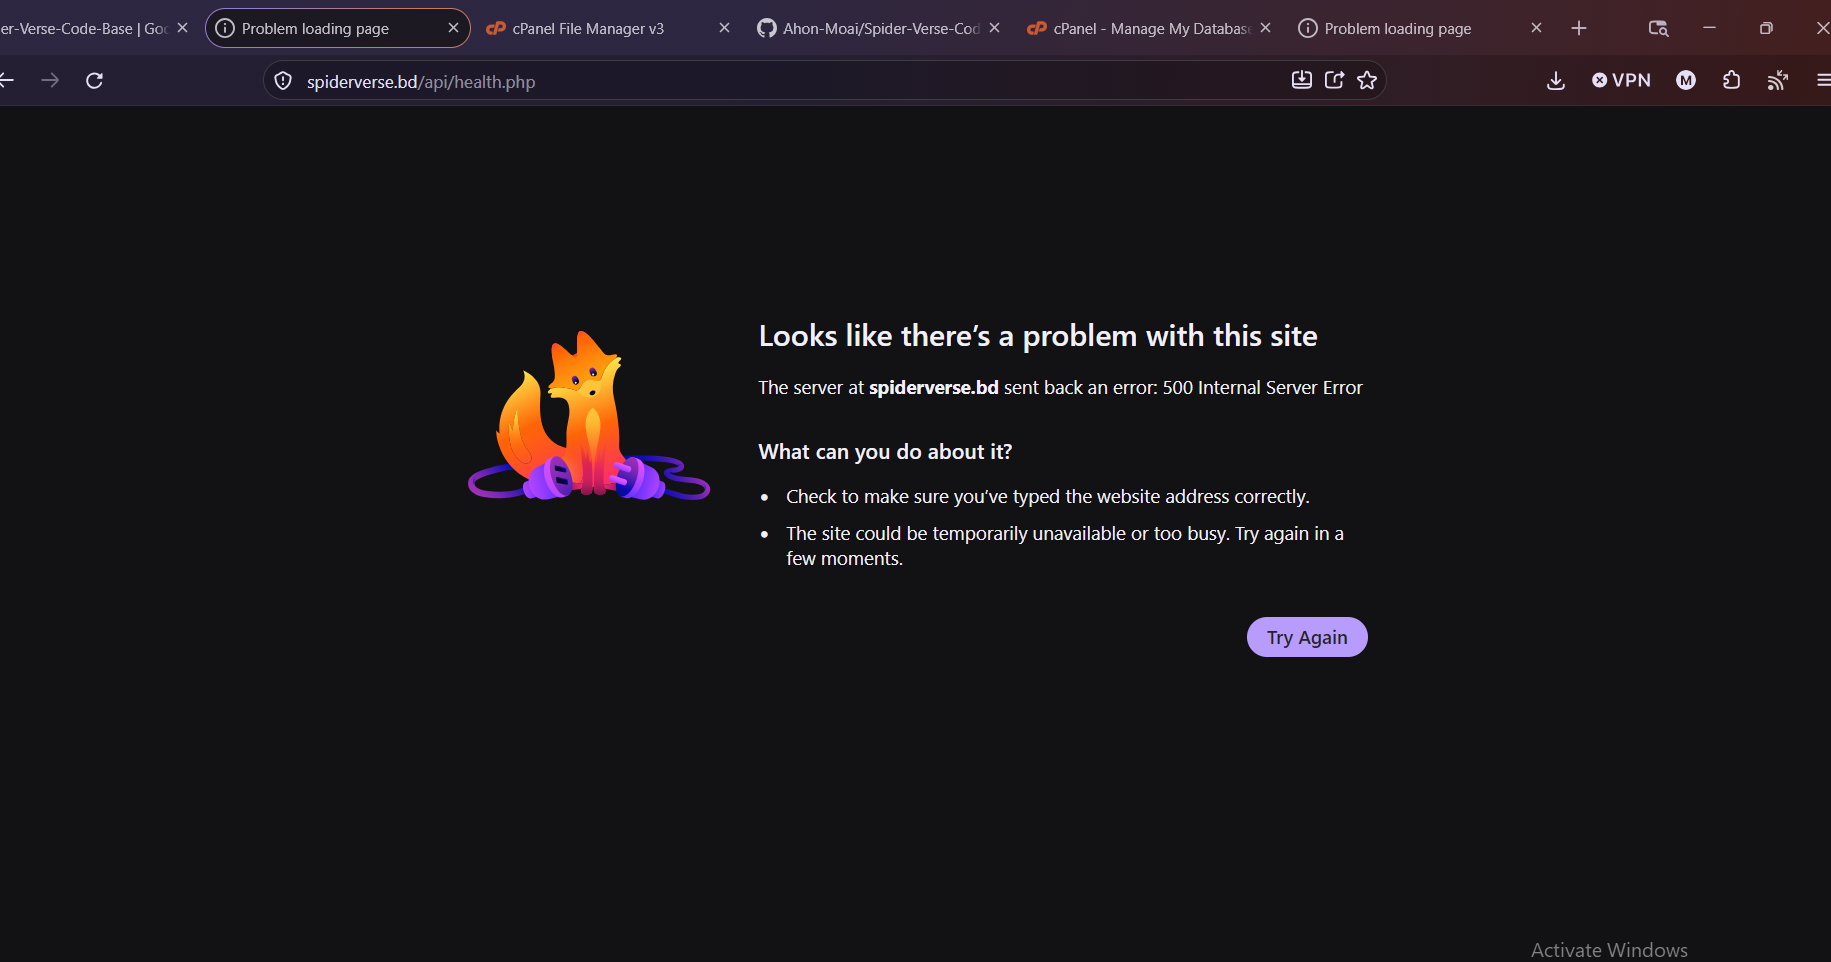 er-Verse-Code-Base | Goo
Problem loading page
cPanel File Manager v3
Ahon-Moai/Spider-Verse-Cod
cPanel - Manage My Database
Problem loading page
spiderverse.bd/api/health.php
VPN
M
Looks like there’s a problem with this site
The server at spiderverse.bd sent back an error: 500 Internal Server Error
What can you do about it?
• Check to make sure you’ve typed the website address correctly.
• The site could be temporarily unavailable or too busy. Try again in a
few moments.
Try Again
Activate Windows